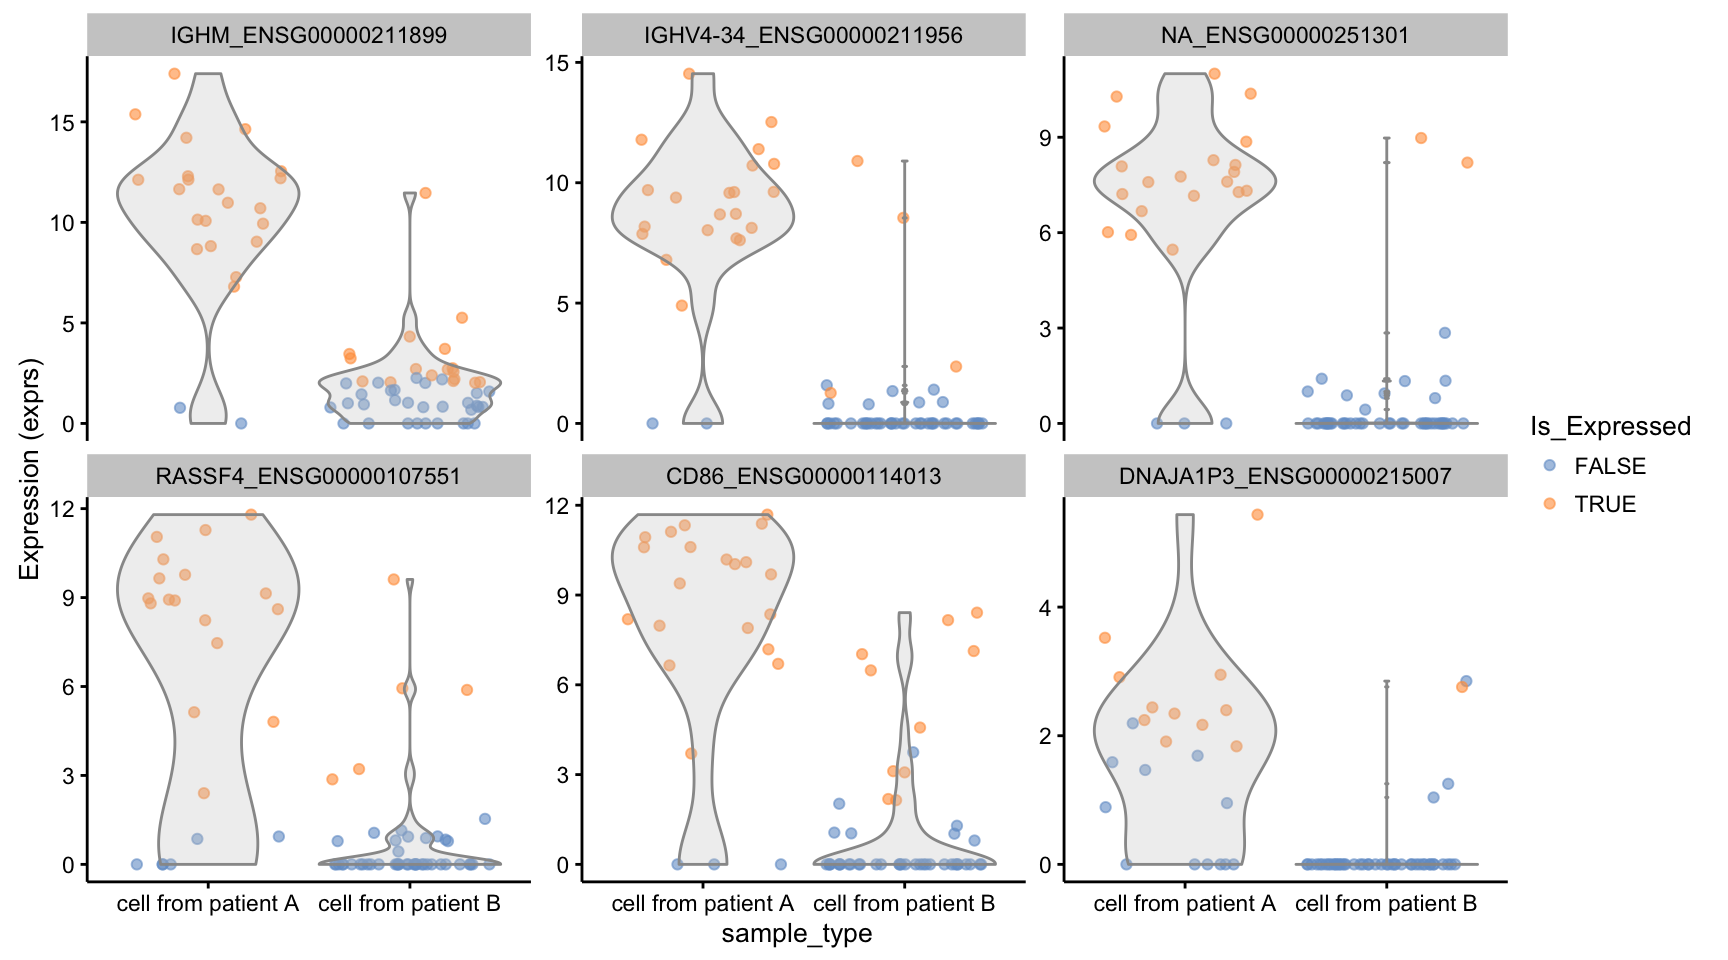 IGHM_ENSG00000211899
IGHV4-34_ENSG00000211956
NA_ENSG00000251301
15
10
5
0
15
10
5
0
9
6
3
0
RASSF4_ENSG00000107551
CD86_ENSG00000114013
DNAJA1P3_ENSG00000215007
12
9
6
3
0
12
9
6
3
0
4
2
0
cell from patient A
cell from patient B
cell from patient A
cell from patient B
cell from patient A
cell from patient B
sample_type
Expression (exprs)
Is_Expressed
FALSE
TRUE